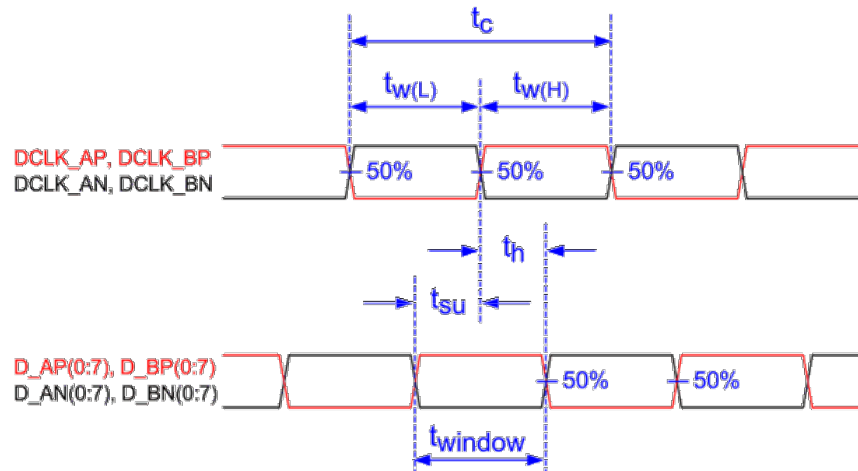 tc
tw(L)
tw(H)
DCLK_AP, DCLK_BP
DCLK_AN, DCLK_BN
50%
50%
50%
th
tsu
D_AP(0:7), D_BP(0:7)
D_AN(0:7), D_BN(0:7)
50%
50%
twindow